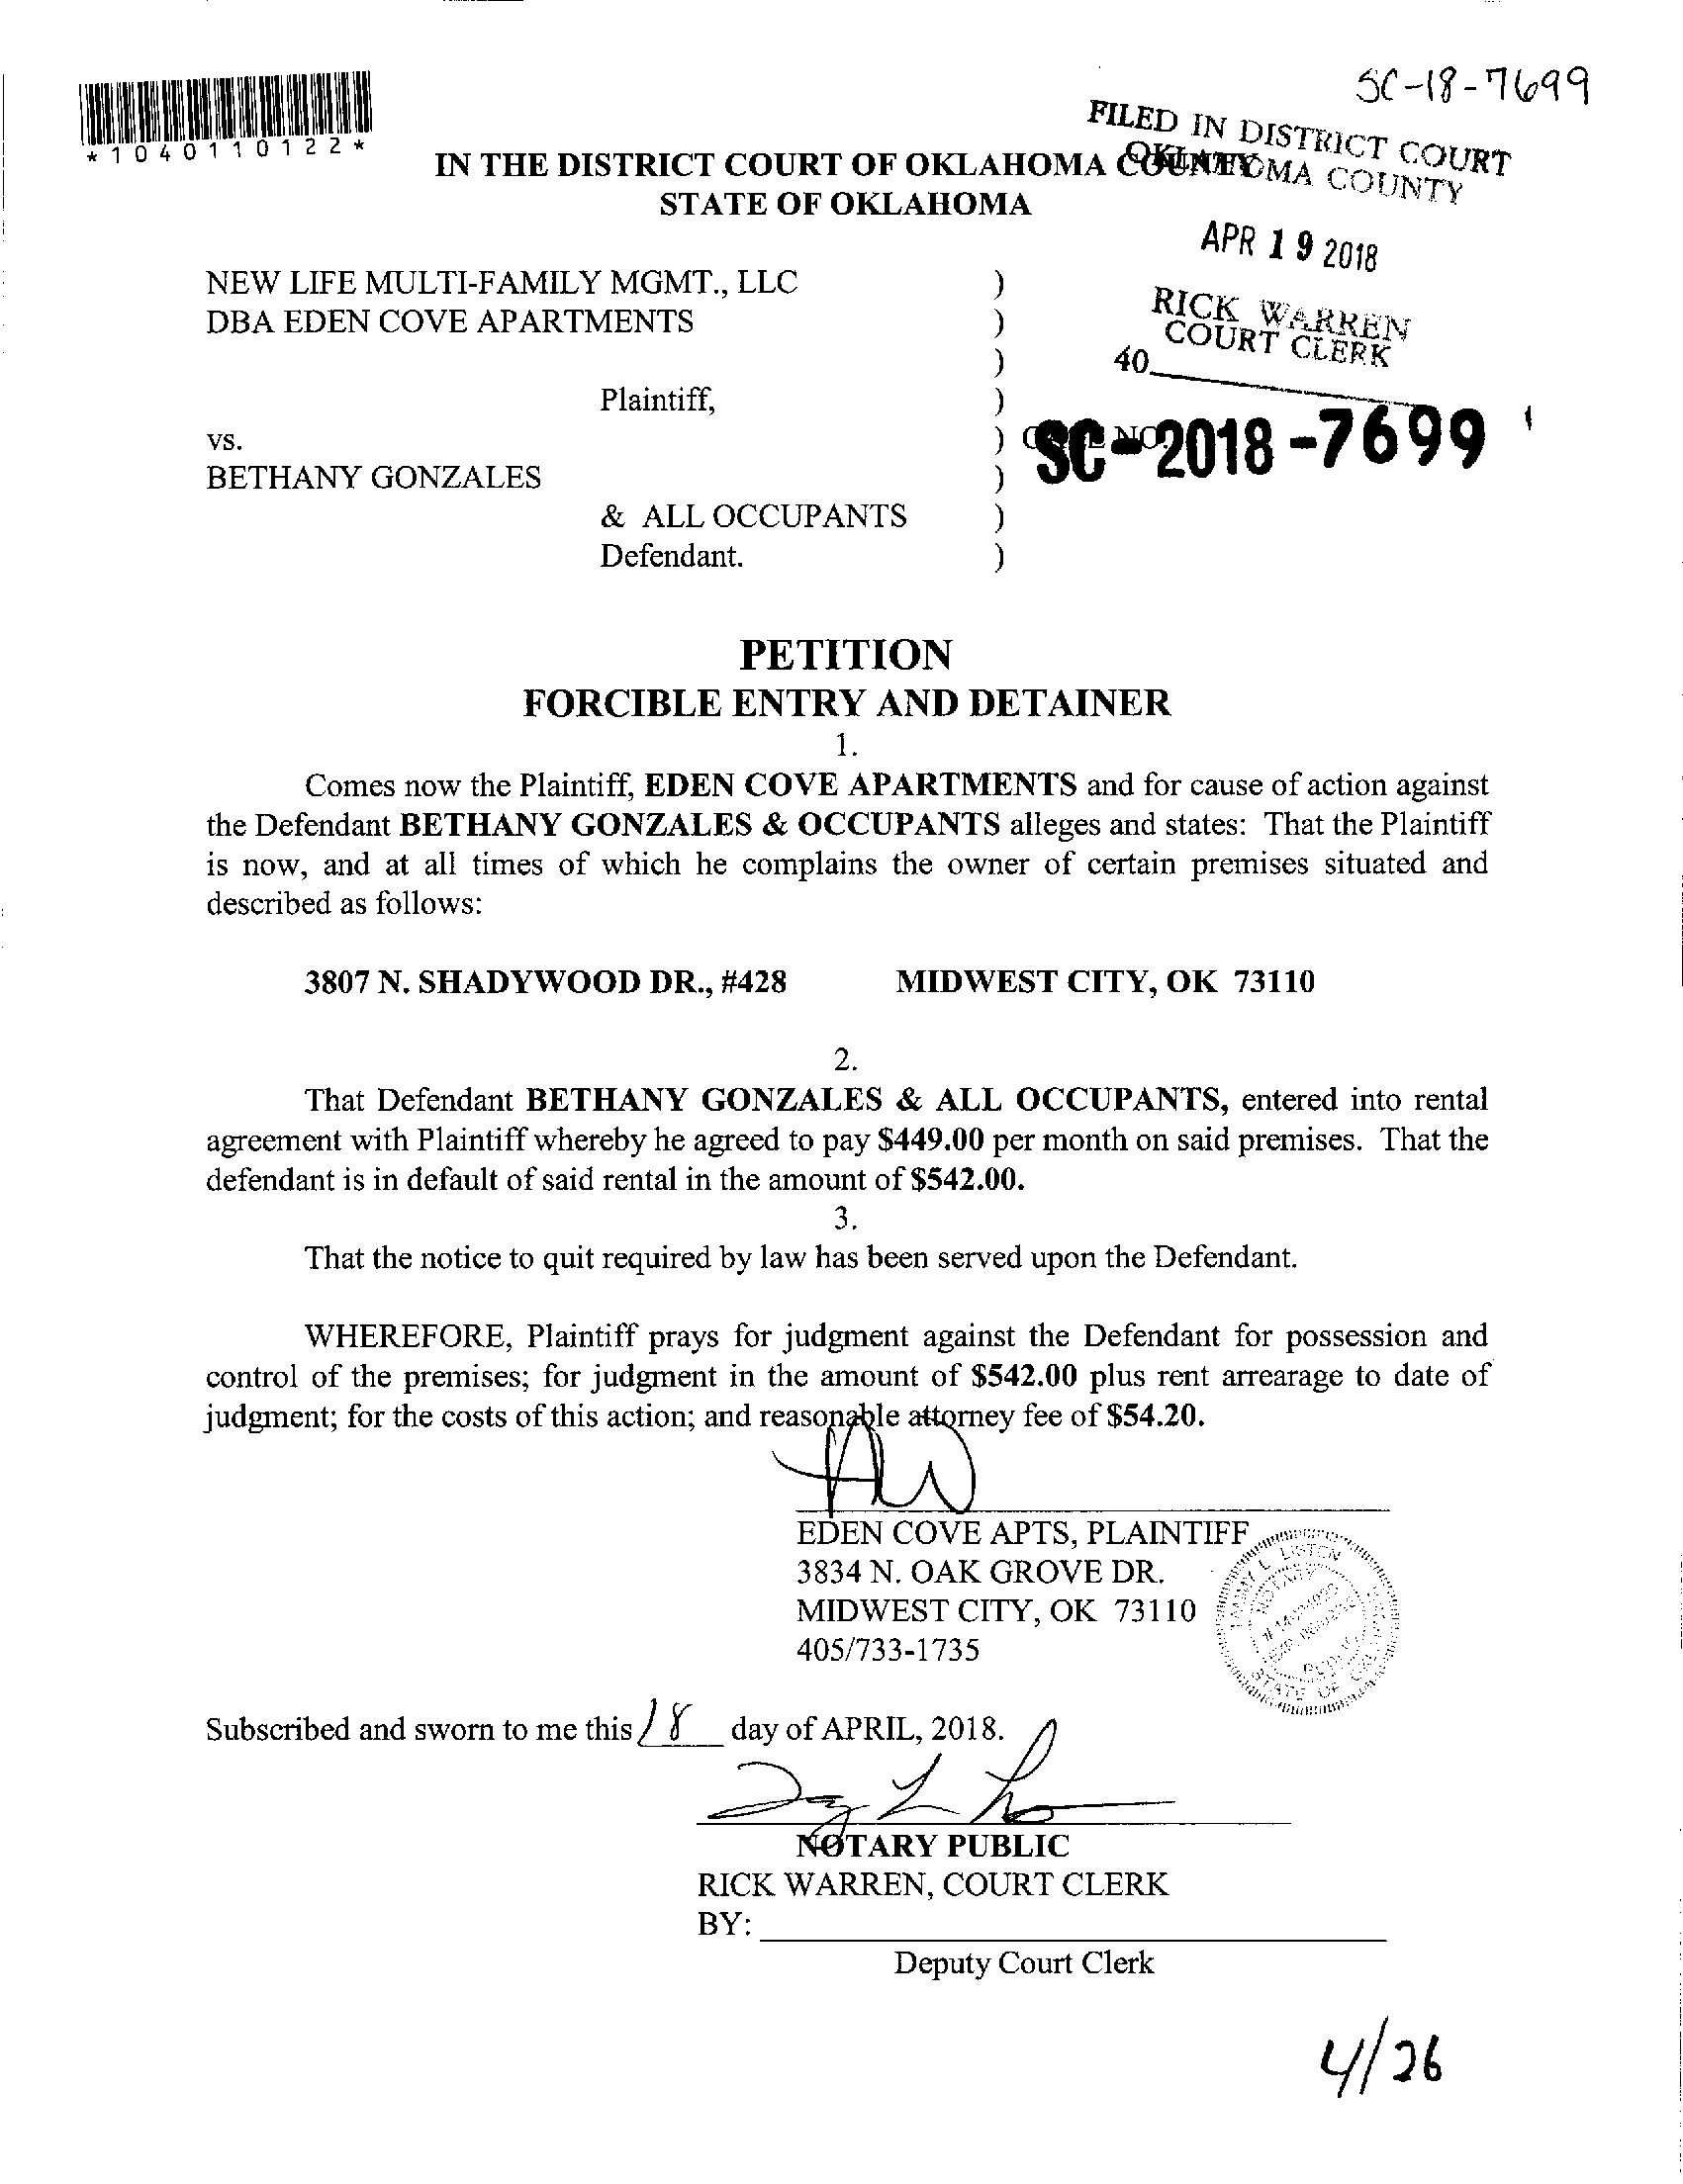 SC-18-7699
*1040110122*
FILED IN DISTRICT COURT
OKLAHOMA COUNTY
IN THE DISTRICT COURT OF OKLAHOMA COUNTY
STATE OF OKLAHOMA
APR 19 2018
NEW LIFE MULTI-FAMILY MGMT., LLC )
DBA EDEN COVE APARTMENTS )
RICK WARREN
COURT CLERK
)
40
Plaintiff, )
vs. ) NO.
SC-2018-7699
BETHANY GONZALES )
& ALL OCCUPANTS )
Defendant. )
PETITION
FORCIBLE ENTRY AND DETAINER
1.
Comes now the Plaintiff, EDEN COVE APARTMENTS and for cause of action against
the Defendant BETHANY GONZALES & OCCUPANTS alleges and states: That the Plaintiff
is now, and at all times of which he complains the owner of certain premises situated and
described as follows:
3807 N. SHADYWOOD DR., #428 MIDWEST CITY, OK 73110
2.
That Defendant BETHANY GONZALES & ALL OCCUPANTS, entered into rental
agreement with Plaintiff whereby he agreed to pay $449.00 per month on said premises. That the
defendant is in default of said rental in the amount of $542.00.
3.
That the notice to quit required by law has been served upon the Defendant.
WHEREFORE, Plaintiff prays for judgment against the Defendant for possession and
control of the premises; for judgment in the amount of $542.00 plus rent arrearage to date of
judgment; for the costs of this action; and reasonable attorney fee of $54.20.
EDEN COVE APTS, PLAINTIFF
3834 N. OAK GROVE DR.
MIDWEST CITY, OK 73110
405/733-1735
TAMMY L LISTEN
NOTARY
STATE OF
Subscribed and sworn to me this 18 day of APRIL, 2018.
NOTARY PUBLIC
RICK WARREN, COURT CLERK
BY:
Deputy Court Clerk
4/26